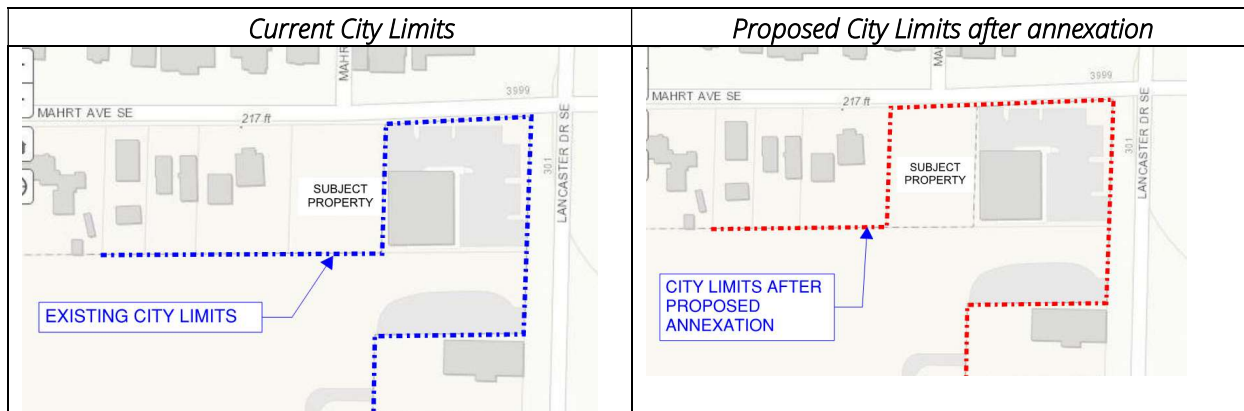 Current City Limits
Proposed City Limits after annexation
MAHR
3999
MAHRT AVE SE
217 ft
301
LANCASTER DR SE
SUBJECT
PROPERTY
EXISTING CITY LIMITS
MAHR
3999
MAHRT AVE SE
217 ft
301
LANCASTER DR SE
SUBJECT
PROPERTY
CITY LIMITS AFTER
PROPOSED
ANNEXATION